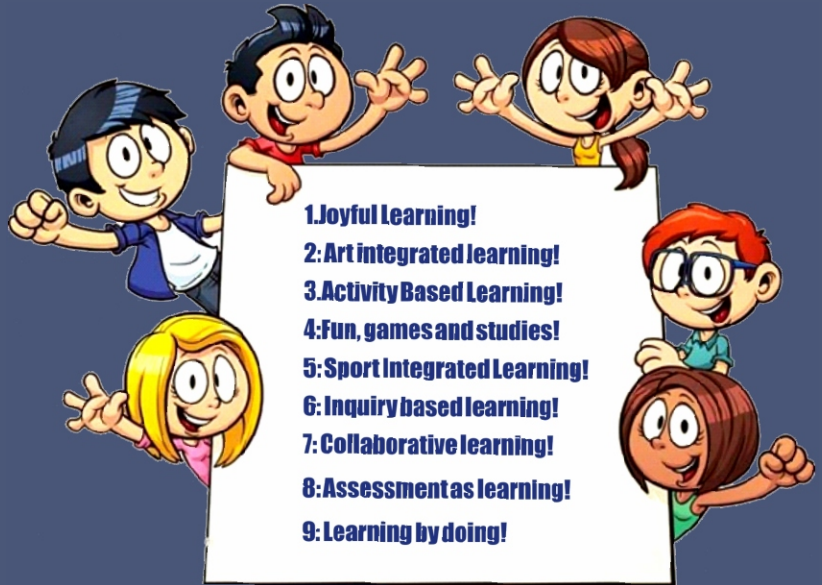 1.Joyful Learning!
2: Art integrated learning!
3.Activity Based Learning!
4:Fun, games and studies!
5: Sport Integrated Learning!
6: Inquiry based learning!
7: Collaborative learning!
8: Assessment as learning!
9: Learning by doing!